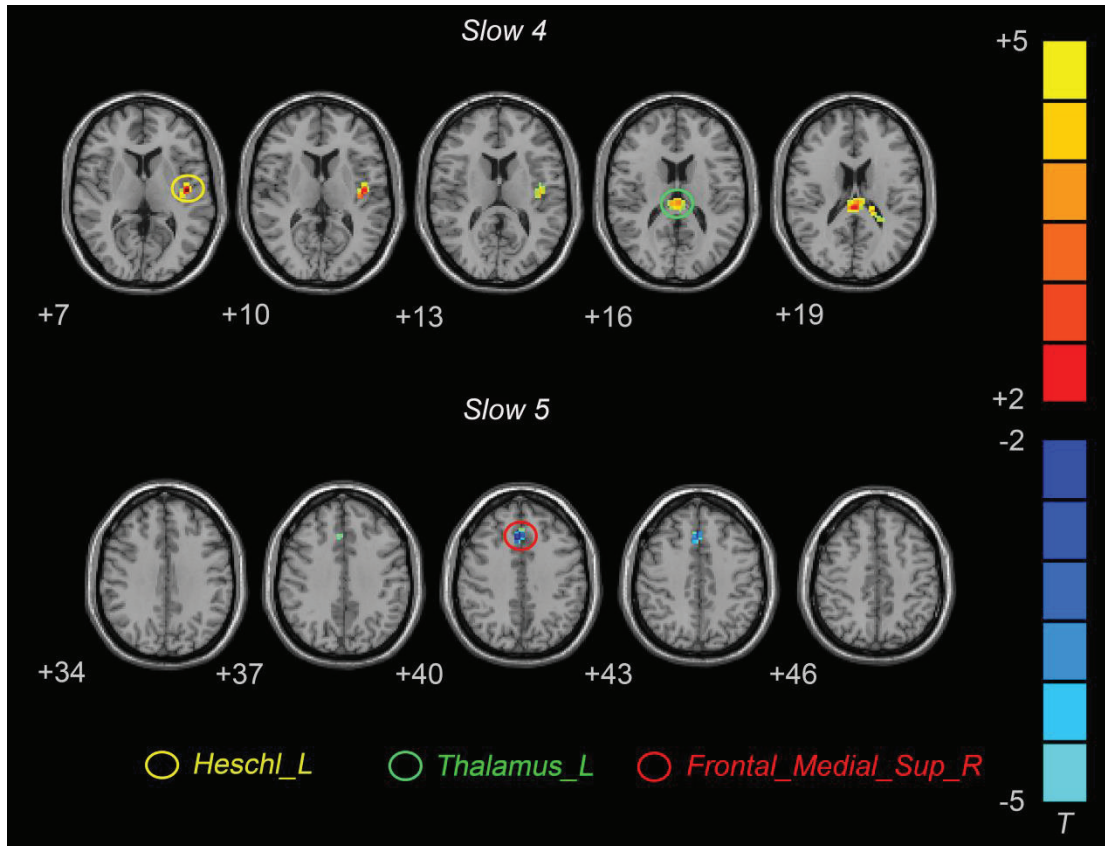 Slow 4
+5
+7
+10
+13
+16
+19
+2
Slow 5
-2
+34
+37
+40
+43
+46
Heschl_L
Thalamus_L
Frontal_Medial_Sup_R
-5
T